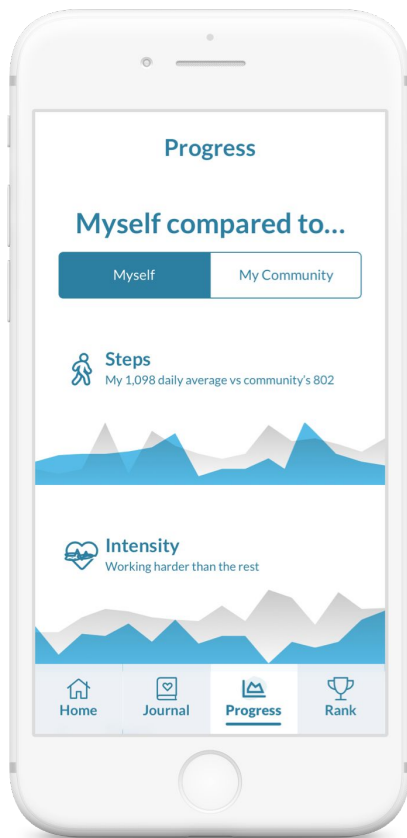 Progress
Myself compared to...
Myself
My Community
Steps
My 1,098 daily average vs community's 802
Intensity
Working harder than the rest
Home
Journal
Progress
Rank